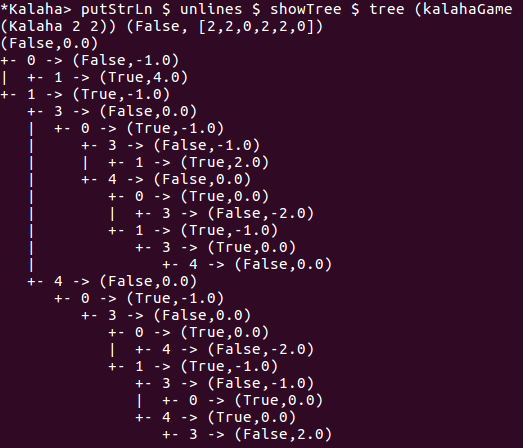 *Kalaha> putStrLn $ unlines $ showTree $ tree (kalahaGame
(Kalaha 2 2)) (False, [2,2,0,2,2,0])
(False,0.0)
+- 0 -> (False,-1.0)
|  +- 1 -> (True,4.0)
+- 1 -> (True,-1.0)
   +- 3 -> (False,0.0)
   |  +- 0 -> (True,-1.0)
   |     +- 3 -> (False,-1.0)
   |     |  +- 1 -> (True,2.0)
   |     +- 4 -> (False,0.0)
   |        +- 0 -> (True,0.0)
   |        |  +- 3 -> (False,-2.0)
   |        +- 1 -> (True,-1.0)
   |           +- 3 -> (True,0.0)
   |              +- 4 -> (False,0.0)
   +- 4 -> (False,0.0)
      +- 0 -> (True,-1.0)
         +- 3 -> (False,0.0)
            +- 0 -> (True,0.0)
            |  +- 4 -> (False,-2.0)
            +- 1 -> (True,-1.0)
               +- 3 -> (False,-1.0)
               |  +- 0 -> (True,0.0)
               +- 4 -> (True,0.0)
                  +- 3 -> (False,2.0)